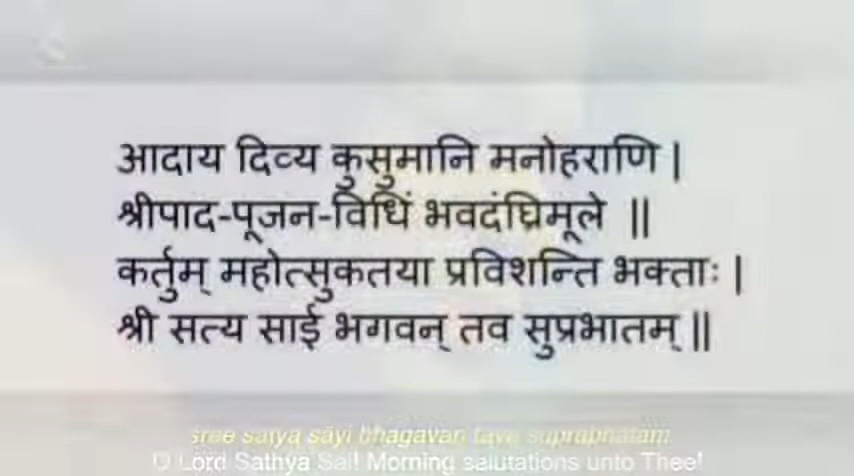 आदाय दिव्य कुसुमानि मनोहराणि |
श्रीपाद-पूजन-विधिं भवदंघ्रिमूले ||
कर्तुम् महोत्सुकतया प्रविशन्ति भक्ताः |
श्री सत्य साई भगवन् तव सुप्रभातम् ||
sree satya sayi bhagavan tava suprabhatam
O Lord Sathya Sai! Morning salutations unto Thee!